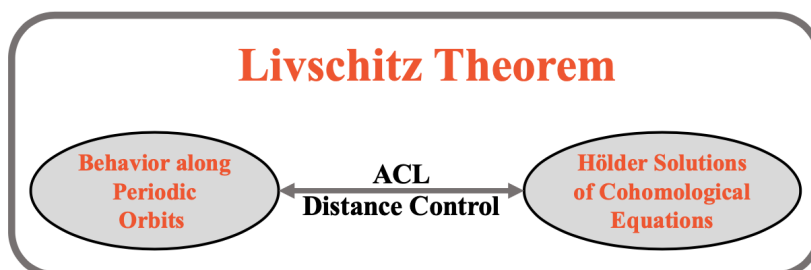 Livschitz Theorem
Behavior along
Periodic
Orbits
ACL
Distance Control
Hölder Solutions
of Cohomological
Equations